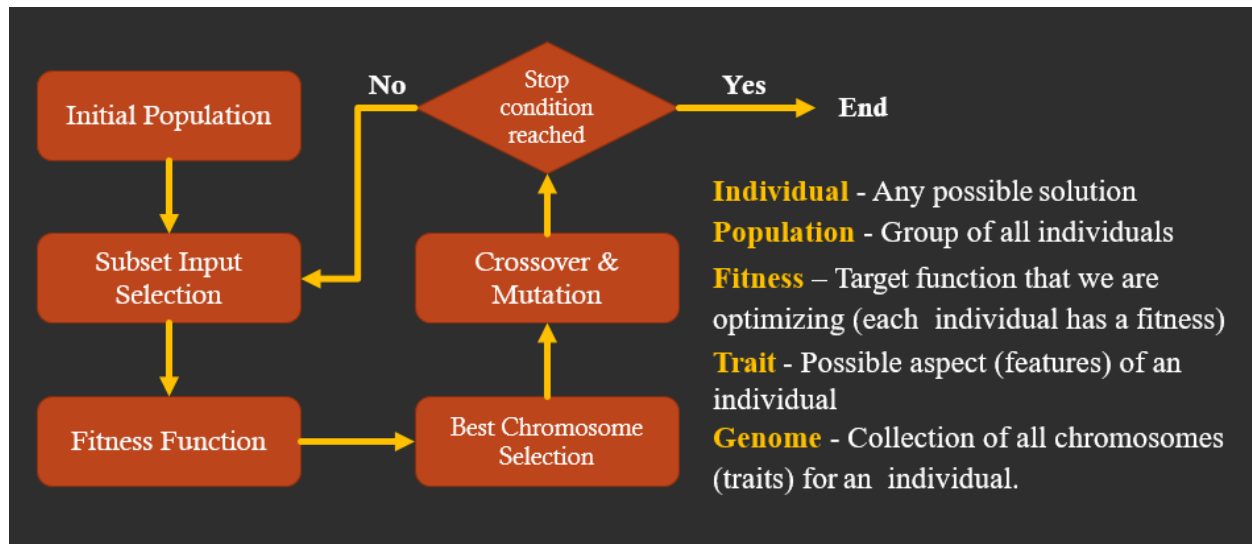 Initial Population
Subset Input
Selection
Fitness Function
Best Chromosome
Selection
Crossover &
Mutation
Stop
condition
reached
No
Yes
End
Individual - Any possible solution
Population - Group of all individuals
Fitness – Target function that we are
optimizing (each individual has a fitness)
Trait - Possible aspect (features) of an
individual
Genome - Collection of all chromosomes
(traits) for an individual.